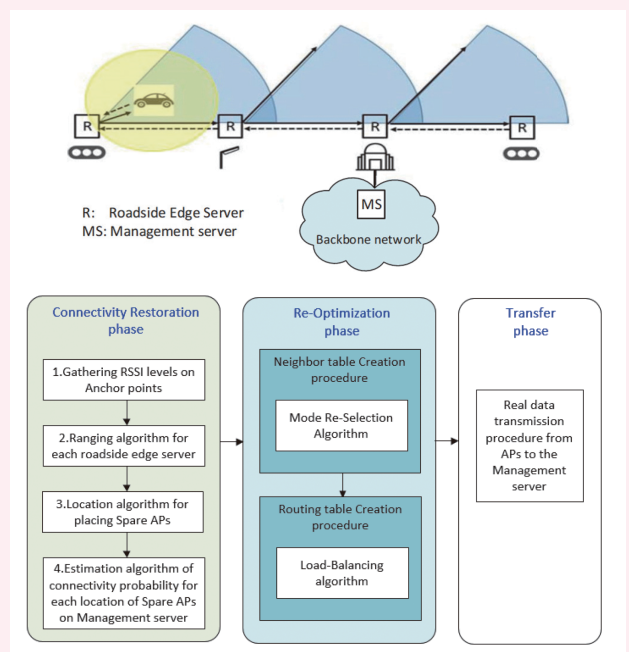 R
R
R
R
MS
Backbone network
R: Roadside Edge Server
MS: Management server
Connectivity Restoration
phase
1.Gathering RSSI levels on
Anchor points
2.Ranging algorithm for
each roadside edge server
3.Location algorithm for
placing Spare APs
4.Estimation algorithm of
connectivity probability for
each location of Spare APs
on Management server
Re-Optimization
phase
Neighbor table Creation
procedure
Mode Re-Selection
Algorithm
Routing table Creation
procedure
Load-Balancing
algorithm
Transfer
phase
Real data
transmission
procedure from
APs to the
Management
server